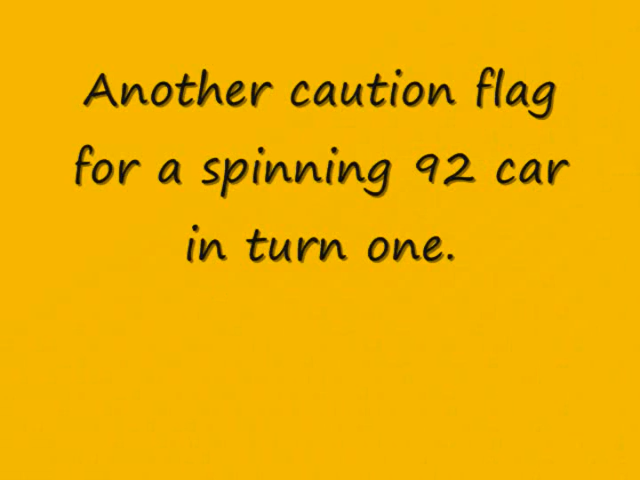 Another caution flag
for a spinning 92 car
in turn one.